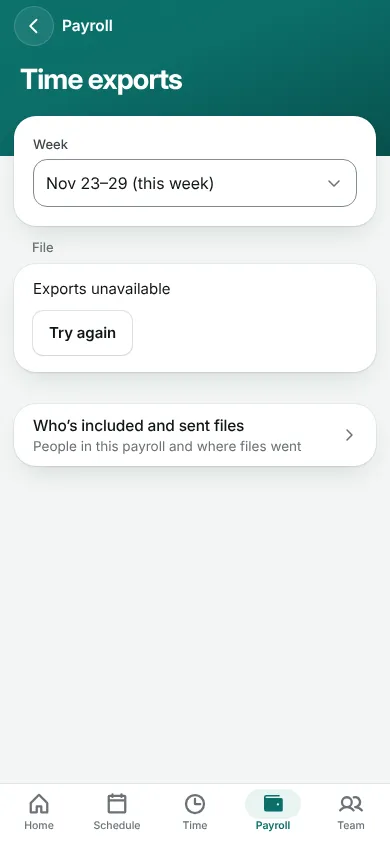 Payroll
Time exports
Week
Nov 23–29 (this week)
File
Exports unavailable
Try again
Who’s included and sent files
People in this payroll and where files went
Home
Schedule
Time
Payroll
Team